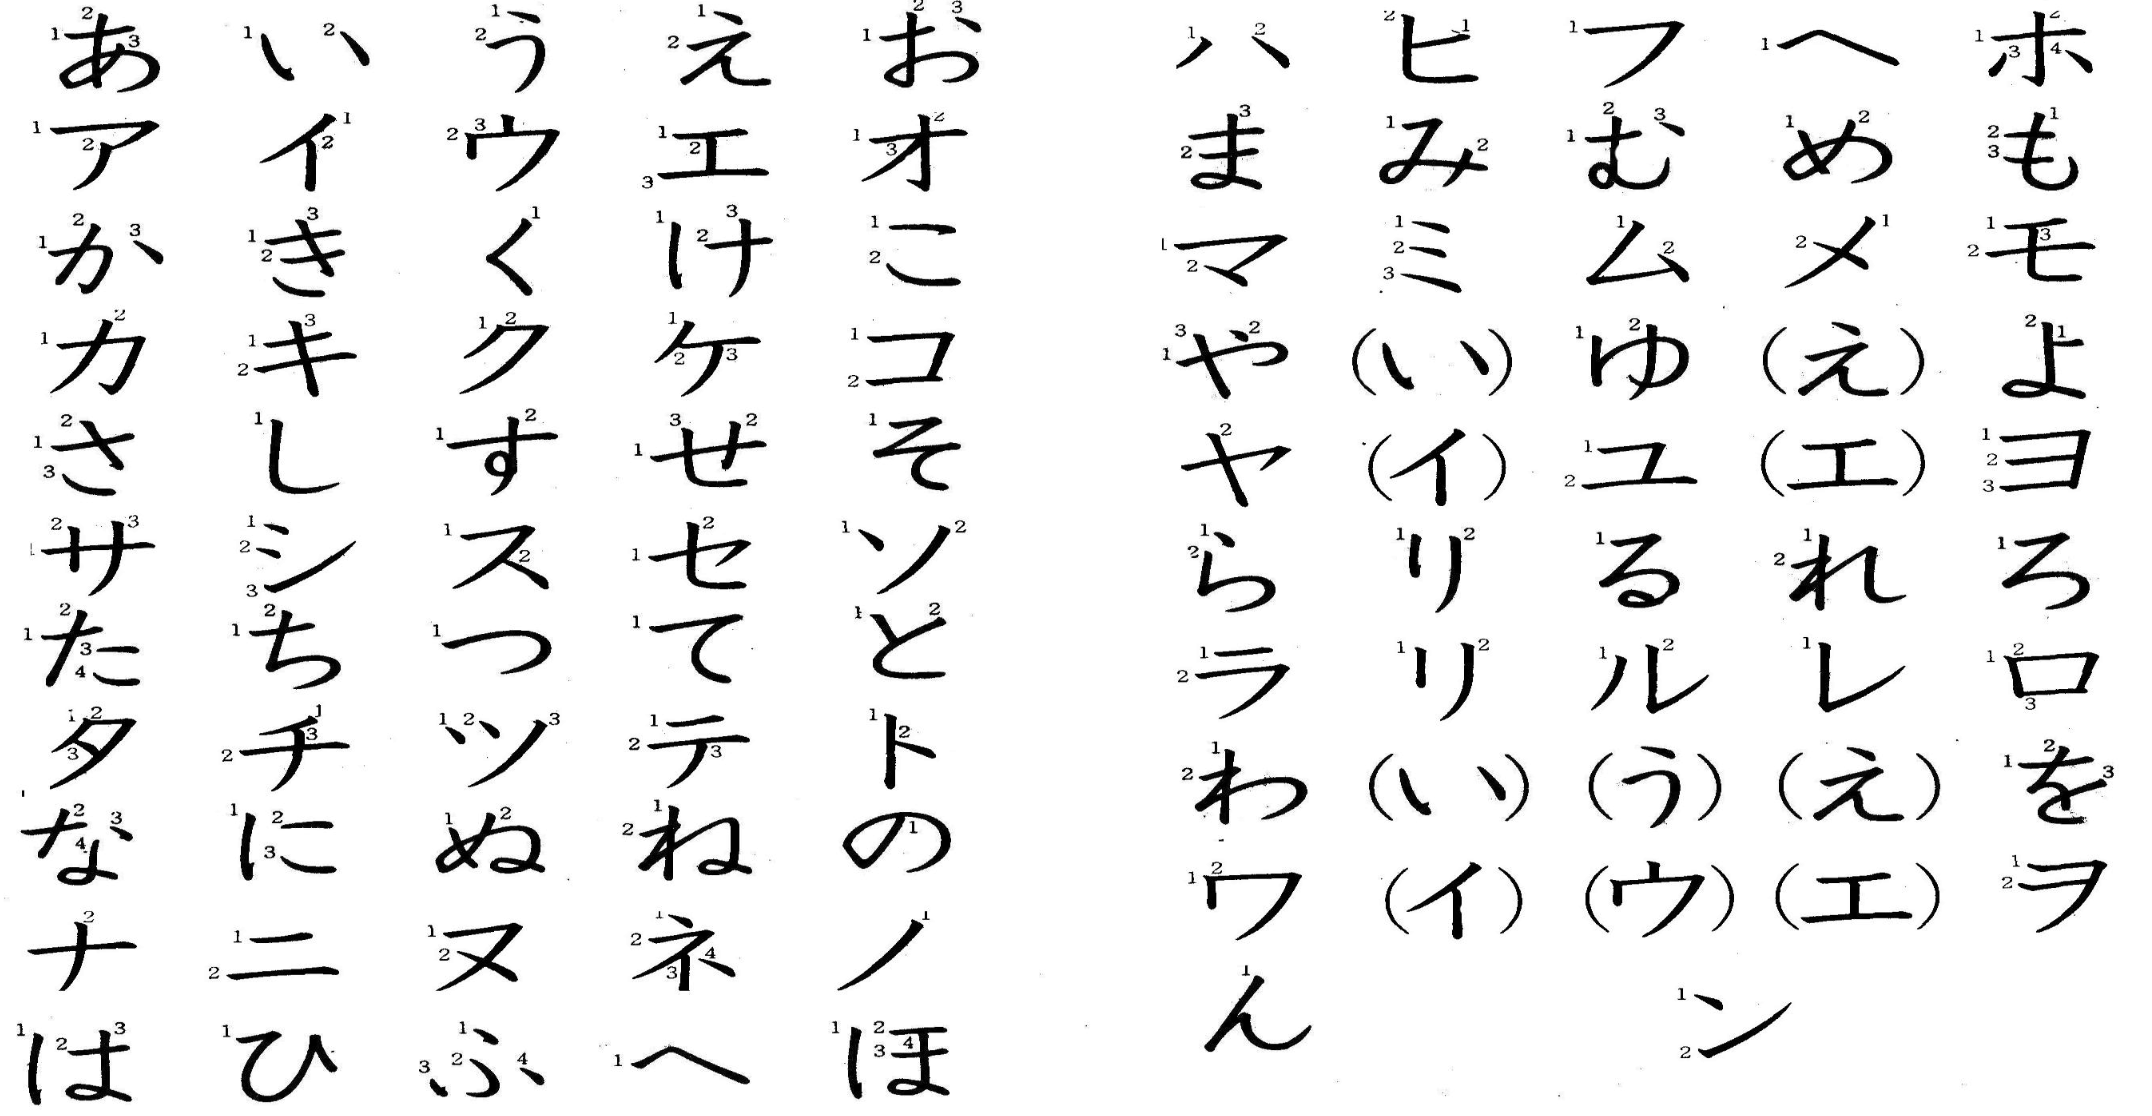 あ い う え お
ア イ ウ エ オ
か き く け こ
カ キ ク ケ コ
さ し す せ そ
サ シ ス セ ソ
た ち つ て と
タ チ ツ テ ト
な に ぬ ね の
ナ ニ ヌ ネ ノ
は ひ ふ へ ほ
ハ ヒ フ ヘ ホ
ま み む め も
マ ミ ム メ モ
や (い) ゆ (え) よ
ヤ (イ) ユ (エ) ヨ
ら り る れ ろ
ラ リ ル レ ロ
わ (い) (う) (え) を
ワ (イ) (ウ) (エ) ヲ
ん ン